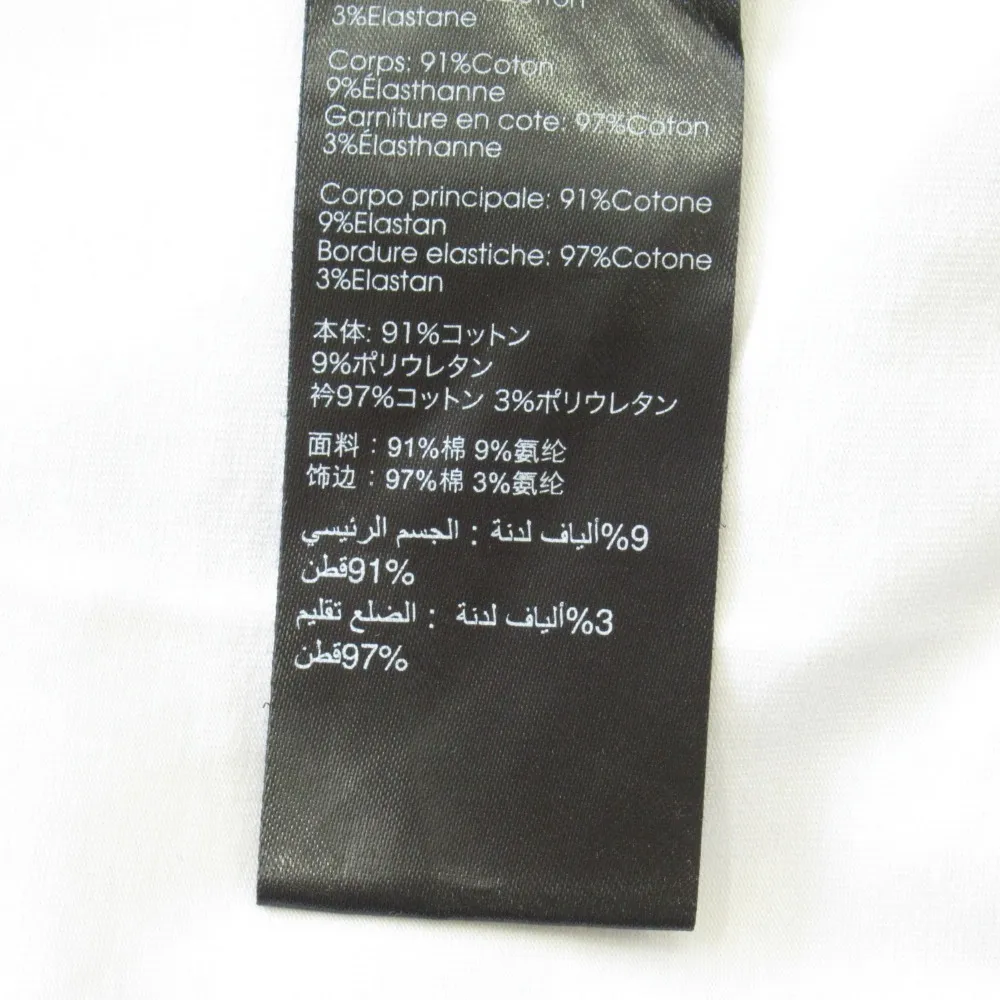 3%Elastane
Corps: 91%Coton
9%Élasthanne
Garniture en cote: 97%Coton
3%Élasthanne
Corpo principale: 91%Cotone
9%Elastan
Bordure elastiche: 97%Cotone
3%Elastan
本体: 91%コットン
9%ポリウレタン
衿97%コットン 3%ポリウレタン
面料：91%棉 9%氨纶
饰边：97%棉 3%氨纶
9%ألياف لدنة : الجسم الرئيسي
91%قطن
3%ألياف لدنة : الضلع تقليم
97%قطن